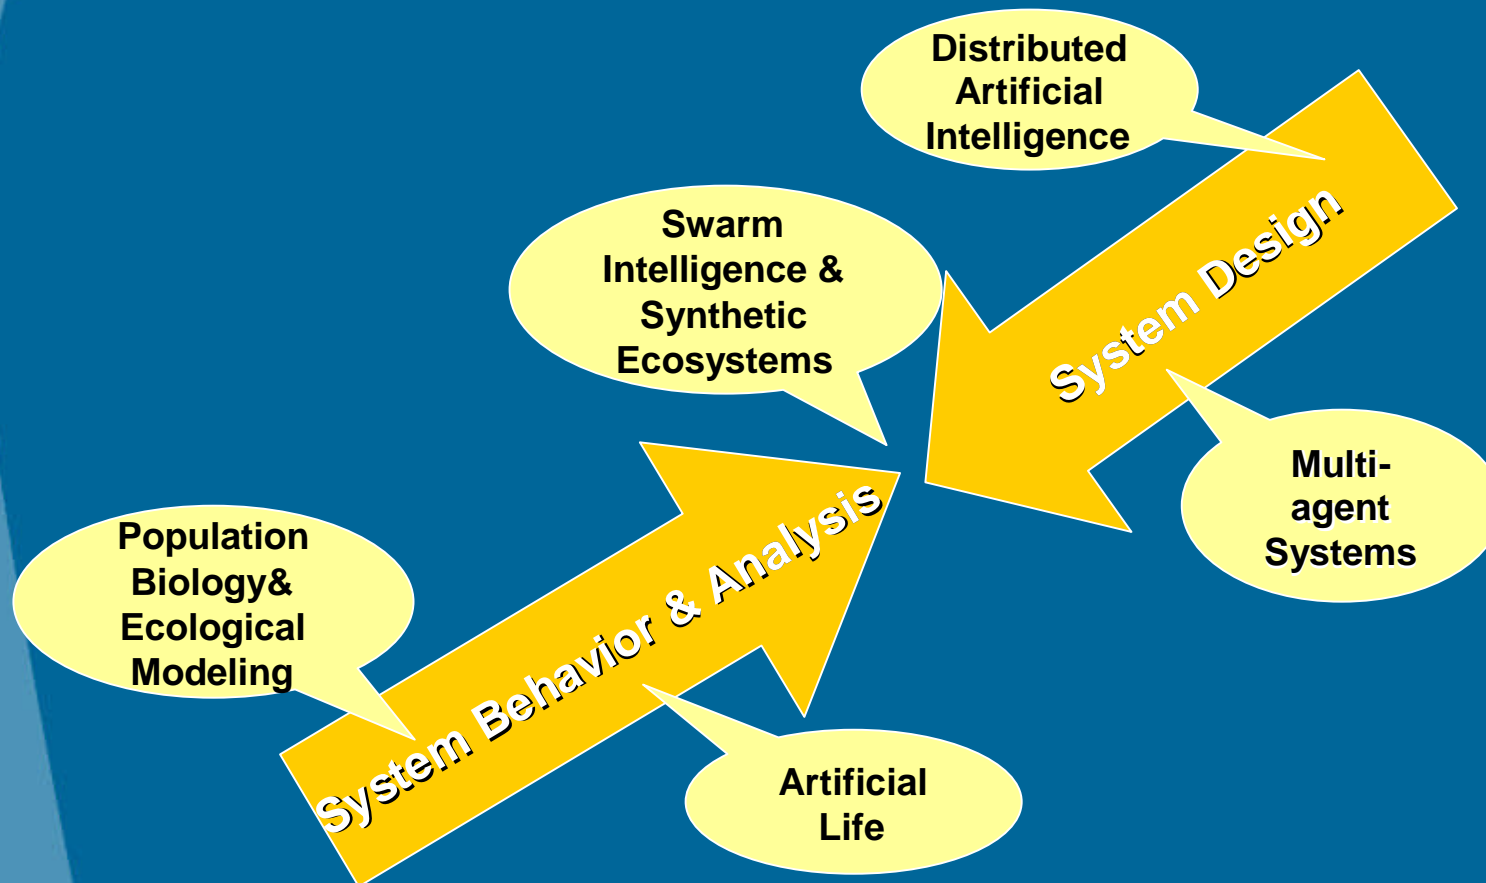 Distributed
Artificial
Intelligence
Swarm
Intelligence &
Synthetic
Ecosystems
System Design
Multi-
agent
Systems
Population
Biology&
Ecological
Modeling
System Behavior & Analysis
Artificial
Life